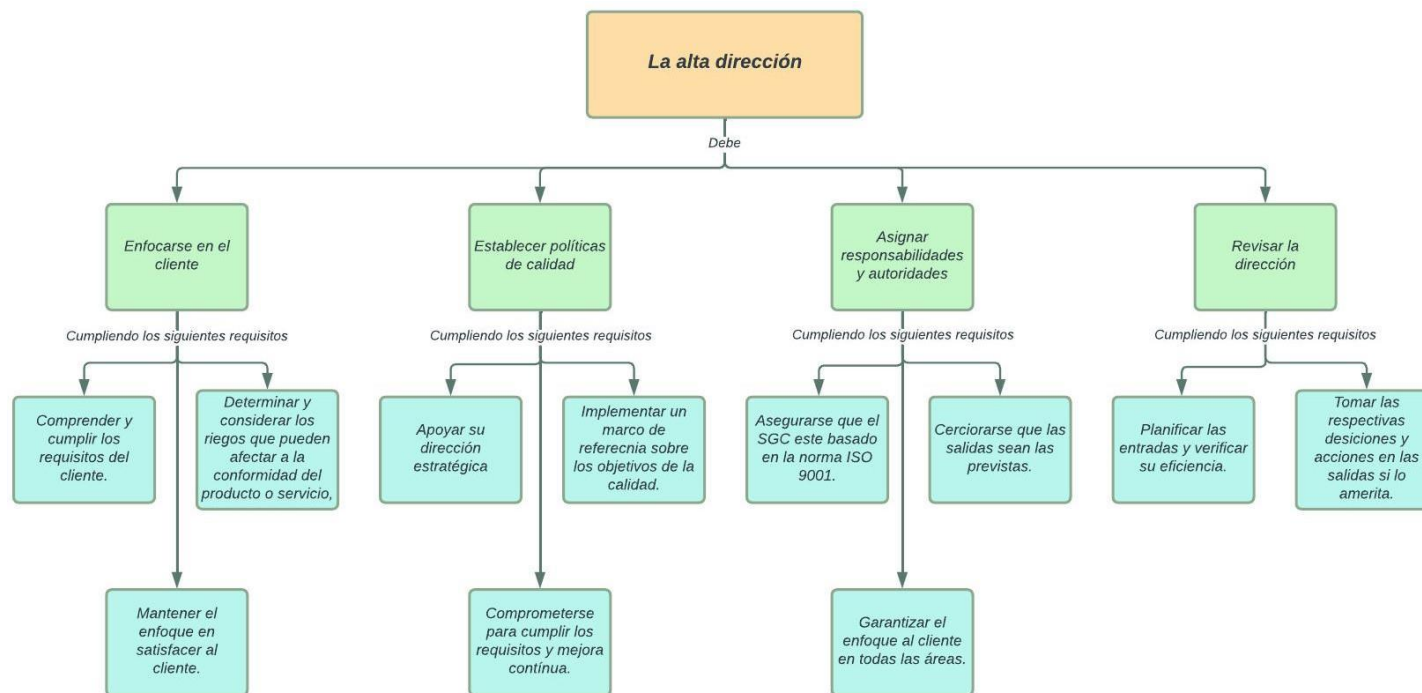 La alta dirección
Debe
Enfocarse en el
cliente
Establecer políticas
de calidad
Asignar
responsabilidades
y autoridades
Revisar la
dirección
Cumpliendo los siguientes requisitos
Cumpliendo los siguientes requisitos
Cumpliendo los siguientes requisitos
Cumpliendo los siguientes requisitos
Comprender y
cumplir los
requisitos del
cliente.
Determinar y
considerar los
riegos que pueden
afectar a la
conformidad del
producto o servicio,
Apoyar su
dirección
estratégica
Implementar un
marco de
referecnia sobre
los objetivos de la
calidad.
Asegurarse que el
SGC este basado
en la norma ISO
9001.
Cerciorarse que las
salidas sean las
previstas.
Planificar las
entradas y verificar
su eficiencia.
Tomar las
respectivas
desiciones y
acciones en las
salidas si lo
amerita.
Mantener el
enfoque en
satisfacer al
cliente.
Comprometerse
para cumplir los
requisitos y mejora
contínua.
Garantizar el
enfoque al cliente
en todas las áreas.